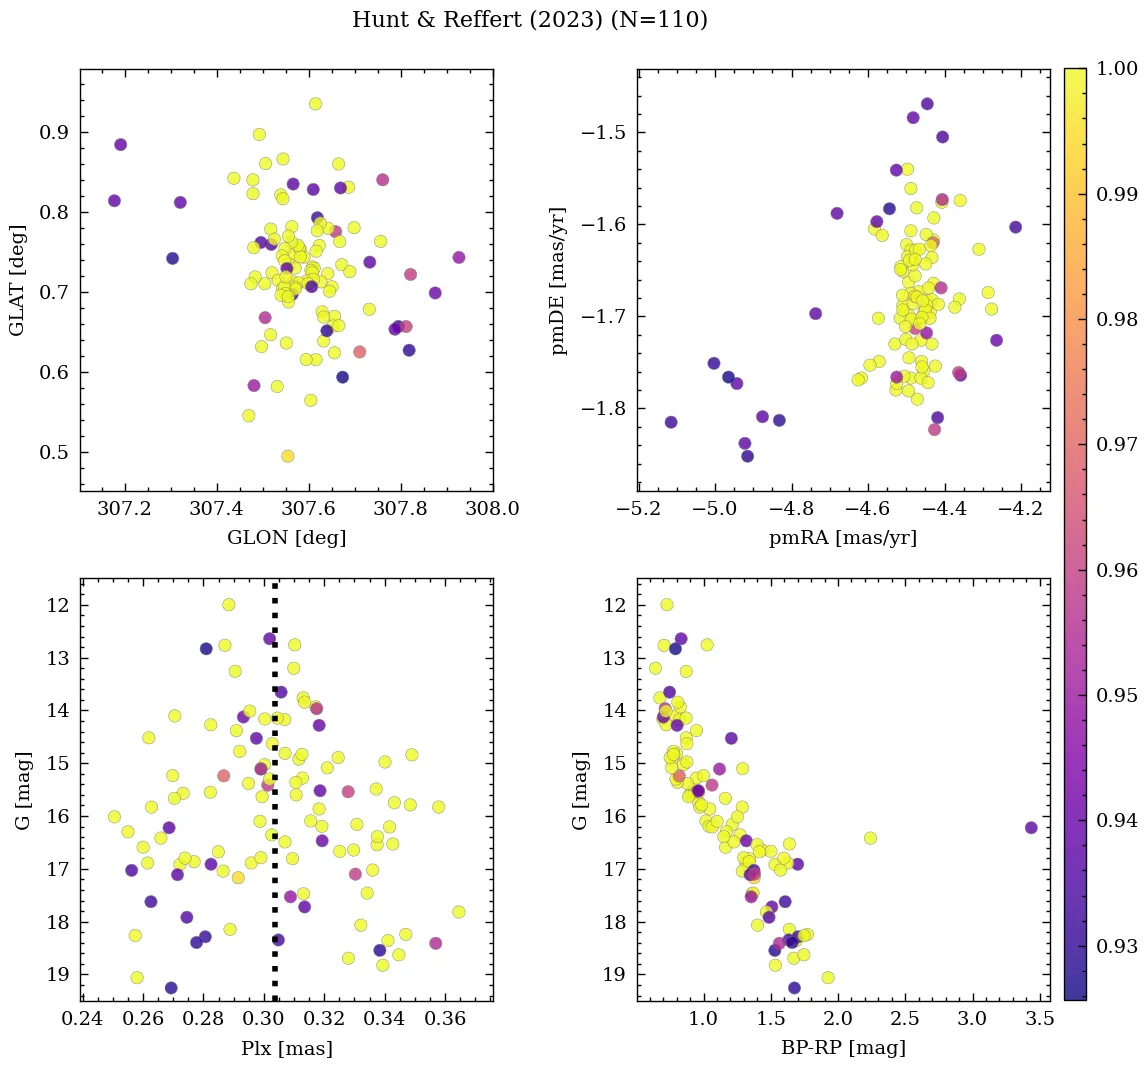 Hunt & Reffert (2023) (N=110)
0.9
0.8
0.7
0.6
0.5
GLAT [deg]
307.2 307.4 307.6 307.8 308.0
GLON [deg]
−1.5
−1.6
−1.7
−1.8
pmDE [mas/yr]
−5.2 −5.0 −4.8 −4.6 −4.4 −4.2
pmRA [mas/yr]
1.00
0.99
0.98
0.97
0.96
0.95
0.94
0.93
12
13
14
15
16
17
18
19
G [mag]
0.24 0.26 0.28 0.30 0.32 0.34 0.36
Plx [mas]
12
13
14
15
16
17
18
19
G [mag]
1.0 1.5 2.0 2.5 3.0 3.5
BP-RP [mag]